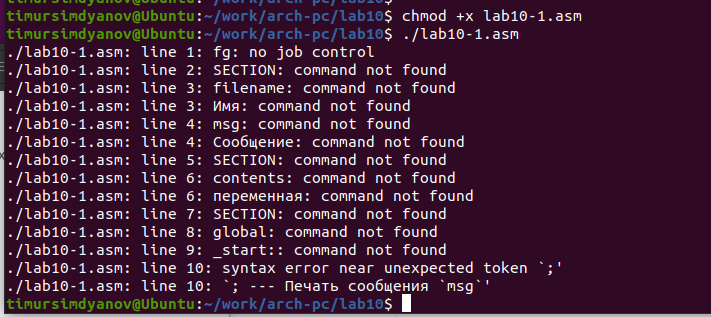 timursimdyanov@Ubuntu:~/work/arch-pc/lab10$
timursimdyanov@Ubuntu:~/work/arch-pc/lab10$ chmod +x lab10-1.asm
timursimdyanov@Ubuntu:~/work/arch-pc/lab10$ ./lab10-1.asm
./lab10-1.asm: line 1: fg: no job control
./lab10-1.asm: line 2: SECTION: command not found
./lab10-1.asm: line 3: filename: command not found
./lab10-1.asm: line 3: Имя: command not found
./lab10-1.asm: line 4: msg: command not found
./lab10-1.asm: line 4: Сообщение: command not found
./lab10-1.asm: line 5: SECTION: command not found
./lab10-1.asm: line 6: contents: command not found
./lab10-1.asm: line 6: переменная: command not found
./lab10-1.asm: line 7: SECTION: command not found
./lab10-1.asm: line 8: global: command not found
./lab10-1.asm: line 9: _start:: command not found
./lab10-1.asm: line 10: syntax error near unexpected token `;'
./lab10-1.asm: line 10: `; --- Печать сообщения `msg`'
timursimdyanov@Ubuntu:~/work/arch-pc/lab10$